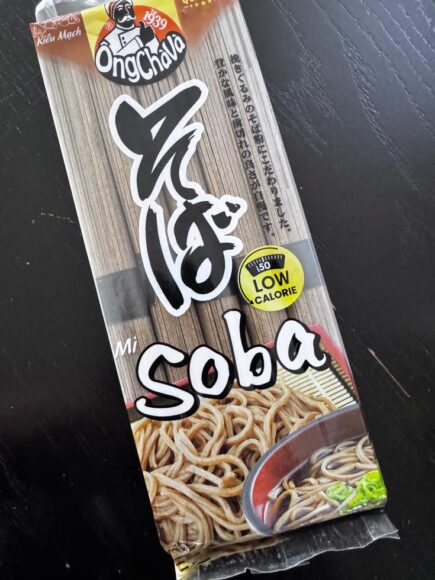 Kiều Mạch
1939
ÔngChaVa
挽きぐるみのそば粉にこだわりました。
豊かな風味と歯切れの良さが自慢です。
そば
150
LOW
CALORIE
Mì
Soba